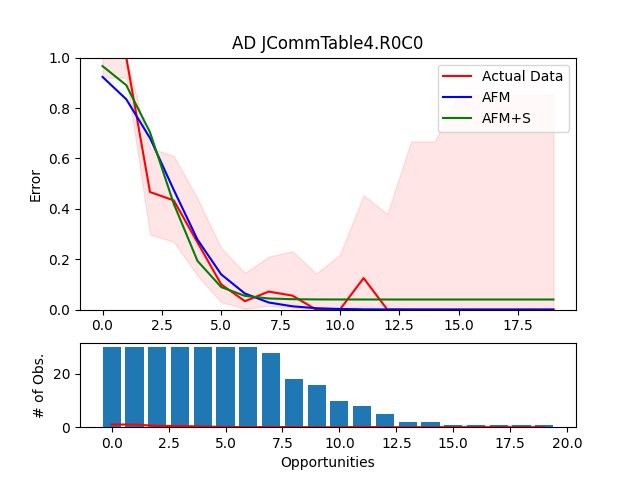 AD JCommTable4.R0C0
1.0
0.8
0.6
0.4
0.2
0.0
Error
Actual Data
AFM
AFM+S
0.0 2.5 5.0 7.5 10.0 12.5 15.0 17.5
20
0
# of Obs.
0.0 2.5 5.0 7.5 10.0 12.5 15.0 17.5 20.0
Opportunities